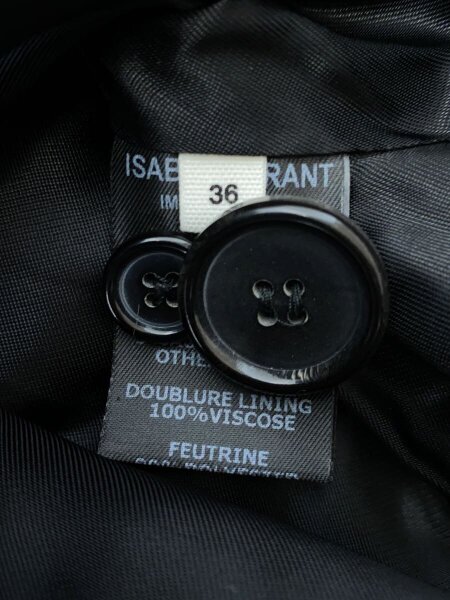 ISAB RANT
36
IM
OTHE
DOUBLURE LINING
100%VISCOSE
FEUTRINE